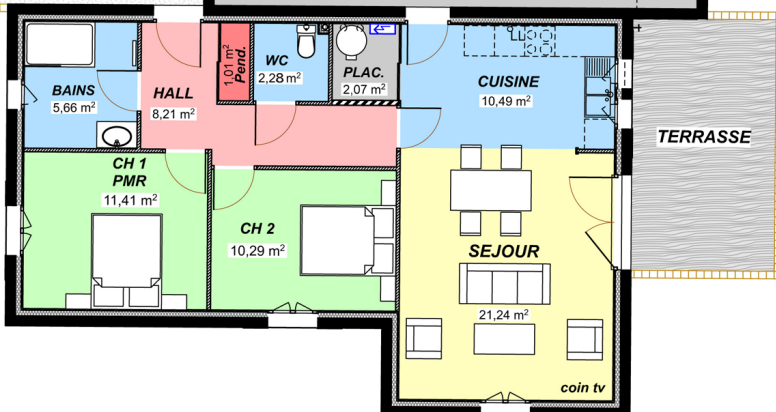 BAINS
5,66 m²
HALL
8,21 m²
1,01 m²
Pend.
WC
2,28 m²
PLAC.
2,07 m²
LL
CUISINE
10,49 m²
TERRASSE
CH 1
PMR
11,41 m²
CH 2
10,29 m²
SEJOUR
21,24 m²
coin tv